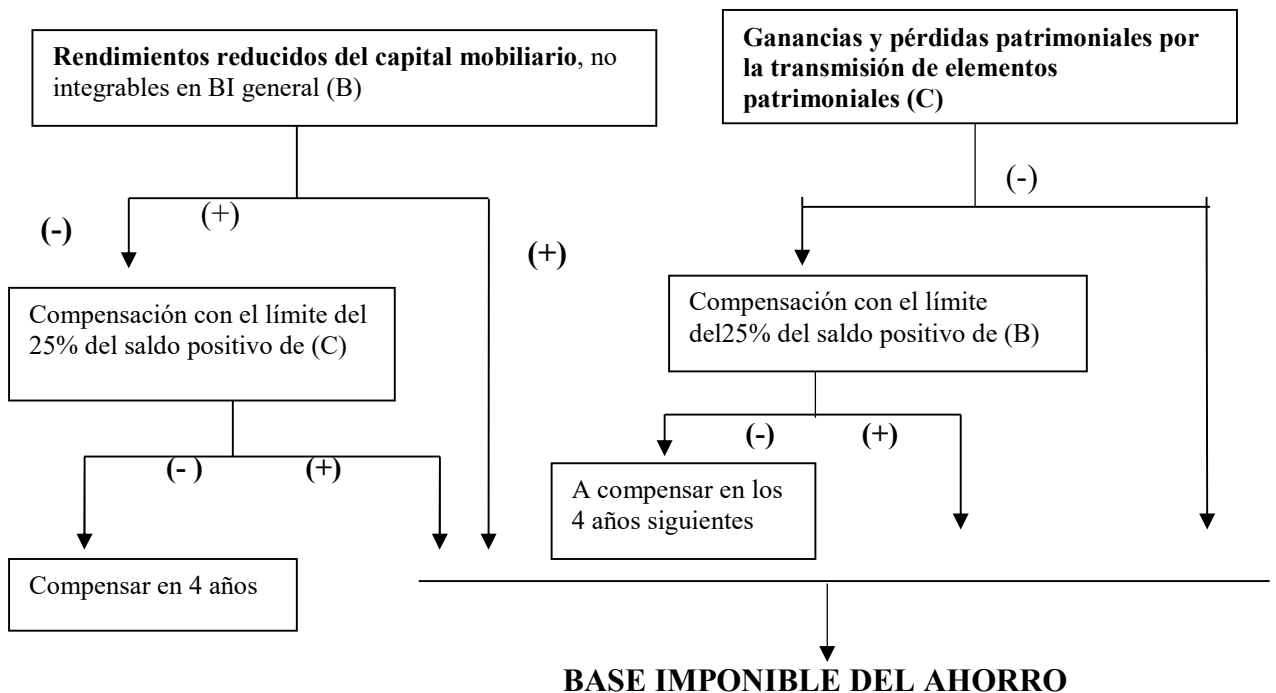 Rendimientos reducidos del capital mobiliario, no
integrables en BI general (B)
Ganancias y pérdidas patrimoniales por
la transmisión de elementos
patrimoniales (C)
(-)
(+)
(+)
(-)
Compensación con el límite del
25% del saldo positivo de (C)
Compensación con el límite
del25% del saldo positivo de (B)
(- )
(+)
(-)
(+)
A compensar en los
4 años siguientes
Compensar en 4 años
BASE IMPONIBLE DEL AHORRO